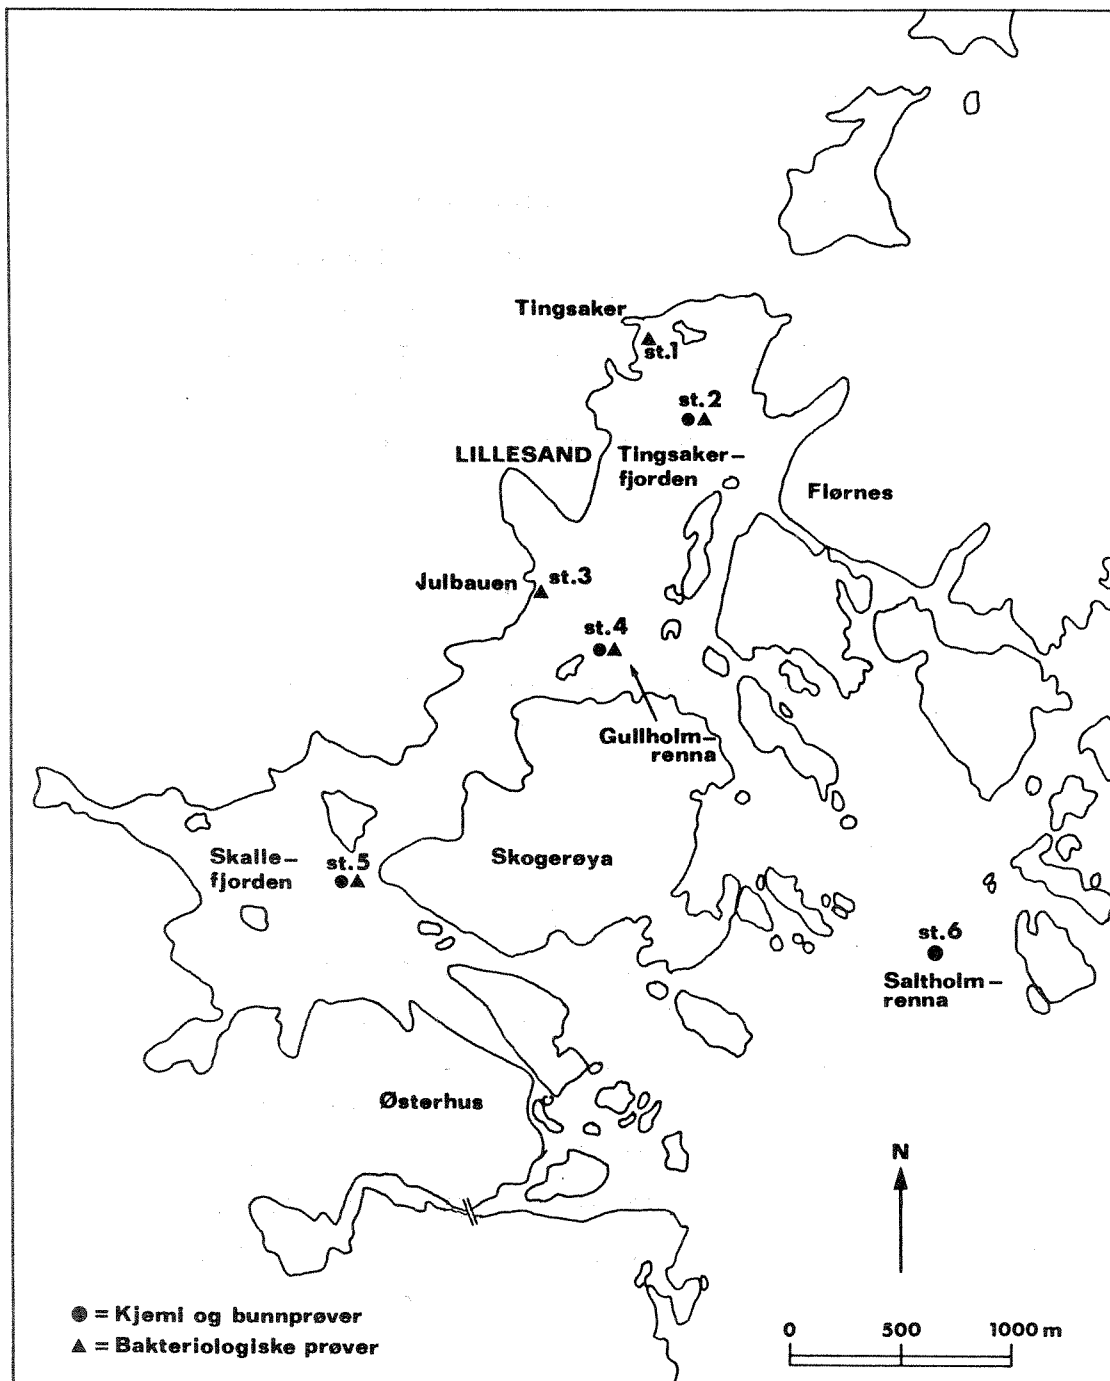 Tingsaker
st.1
st.2
LILLESAND
Tingsaker-
fjorden
Flørnes
Julbauen
st.3
st.4
Gullholm-
renna
Skalle-
fjorden
st.5
Skogerøya
st.6
Saltholm-
renna
Østerhus
N
● = Kjemi og bunnprøver
▲ = Bakteriologiske prøver
0 500 1000 m